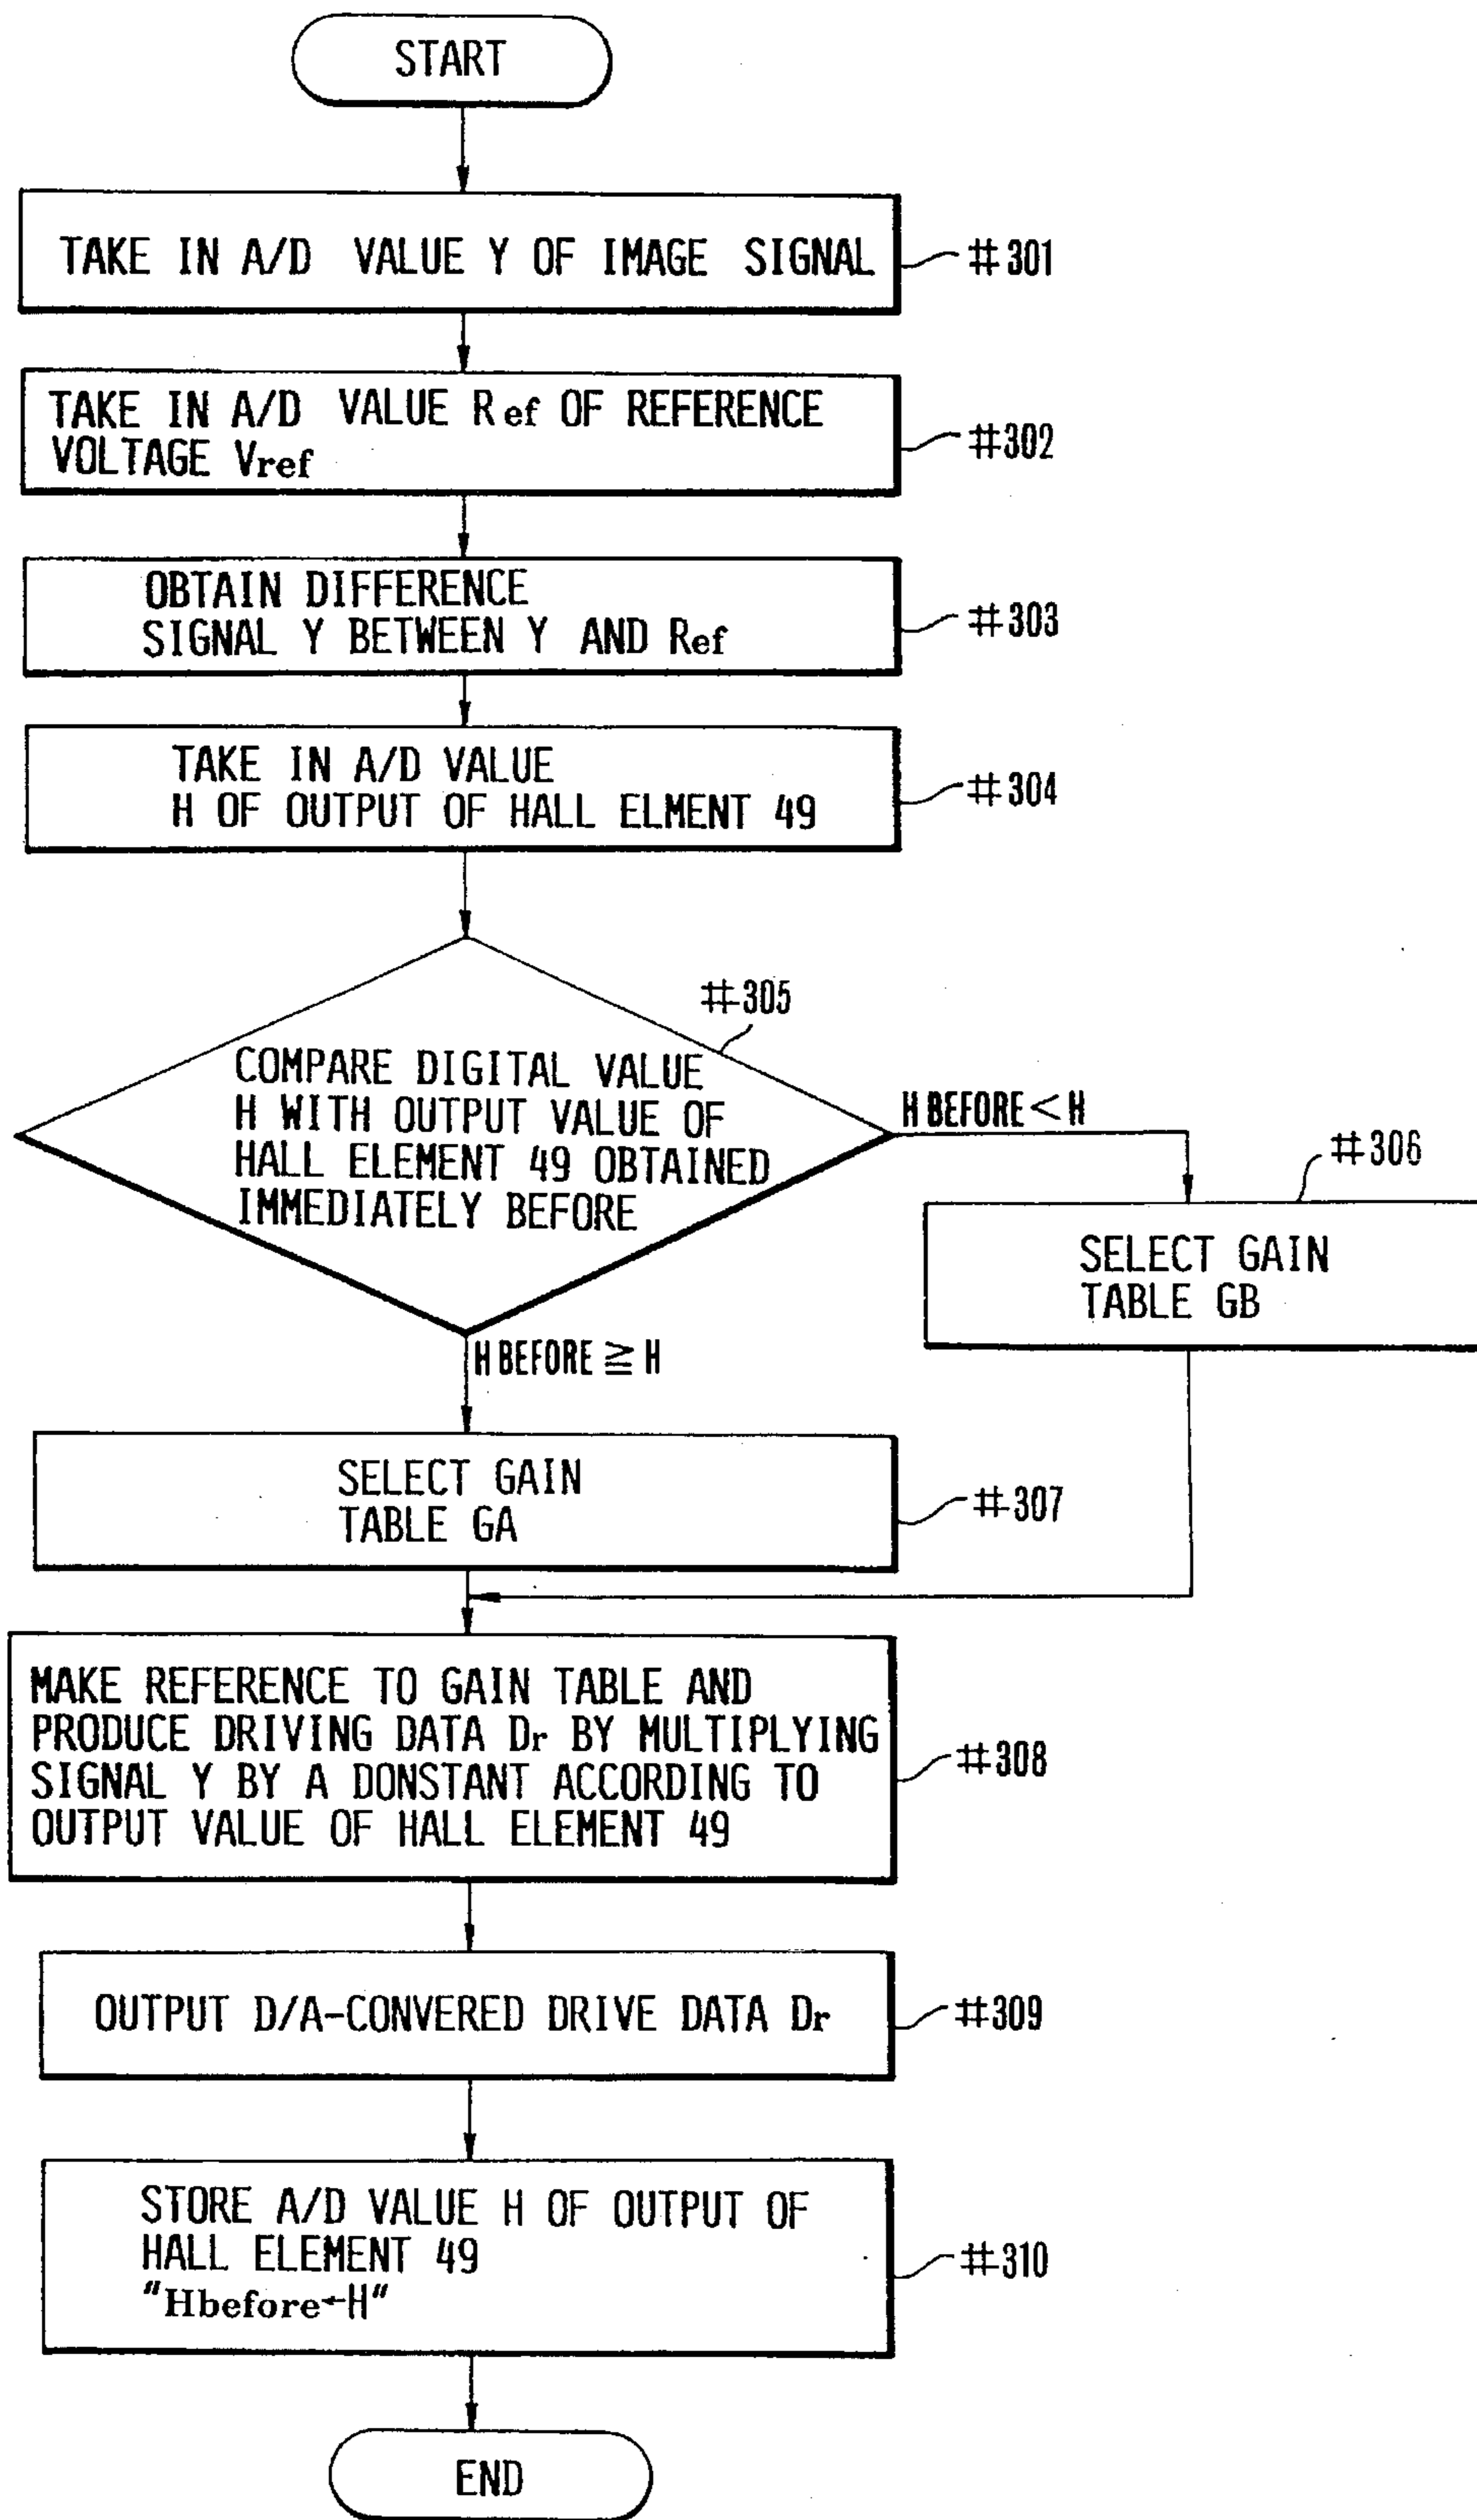 START
TAKE IN A/D VALUE Y OF IMAGE SIGNAL
#301
TAKE IN A/D VALUE Ref OF REFERENCE
VOLTAGE Vref
#302
OBTAIN DIFFERENCE
SIGNAL Y BETWEEN Y AND Ref
#303
TAKE IN A/D VALUE
H OF OUTPUT OF HALL ELMENT 49
#304
#305
COMPARE DIGITAL VALUE
H WITH OUTPUT VALUE OF
HALL ELEMENT 49 OBTAINED
IMMEDIATELY BEFORE
H BEFORE < H
#306
SELECT GAIN
TABLE GB
H BEFORE ≧ H
SELECT GAIN
TABLE GA
#307
MAKE REFERENCE TO GAIN TABLE AND
PRODUCE DRIVING DATA Dr BY MULTIPLYING
SIGNAL Y BY A DONSTANT ACCORDING TO
OUTPUT VALUE OF HALL ELEMENT 49
#308
OUTPUT D/A-CONVERED DRIVE DATA Dr
#309
STORE A/D VALUE H OF OUTPUT OF
HALL ELEMENT 49
"Hbefore←H"
#310
END